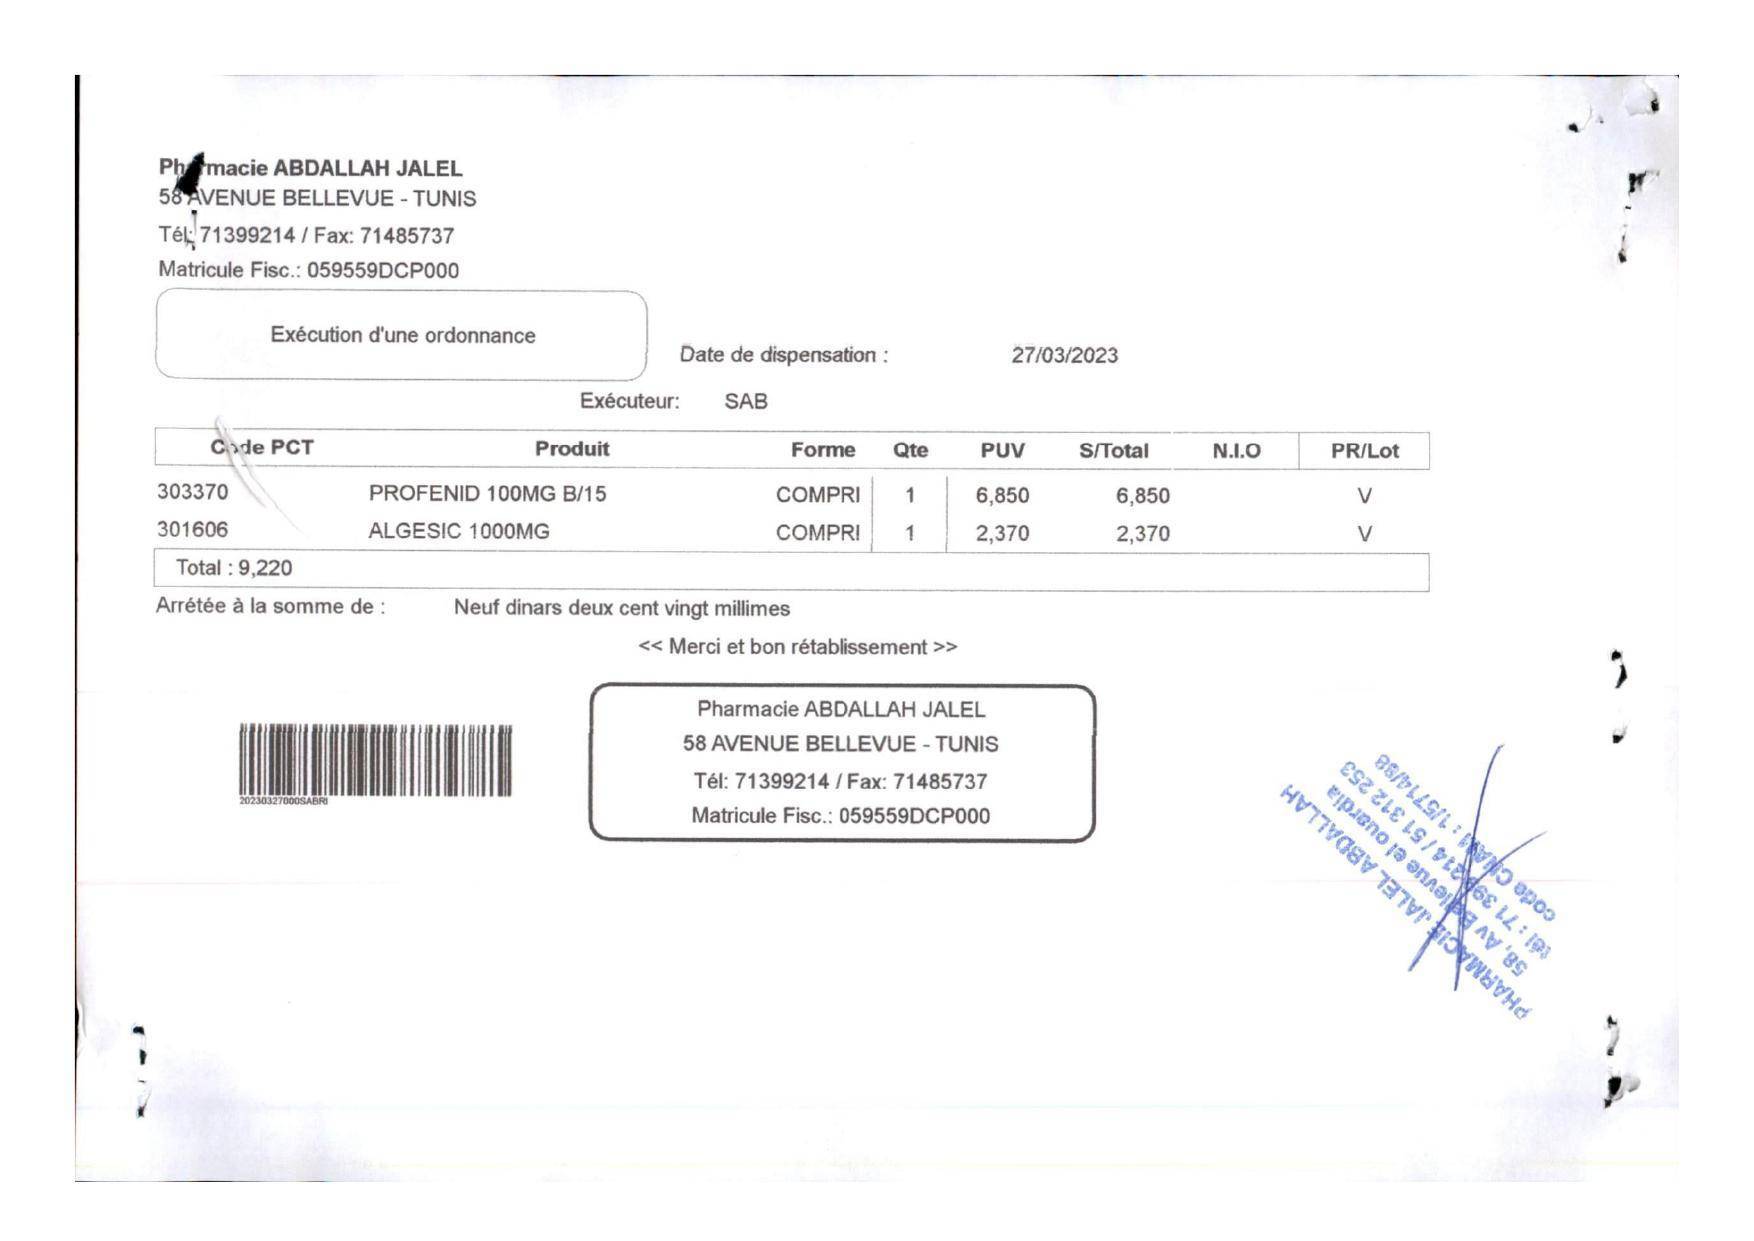 Pharmacie ABDALLAH JALEL
58 AVENUE BELLEVUE - TUNIS
Tél: 71399214 / Fax: 71485737
Matricule Fisc.: 059559DCP000
Exécution d'une ordonnance
Date de dispensation : 27/03/2023
Exécuteur: SAB
Code PCT Produit Forme Qte PUV S/Total N.I.O PR/Lot
303370 PROFENID 100MG B/15 COMPRI 1 6,850 6,850 V
301606 ALGESIC 1000MG COMPRI 1 2,370 2,370 V
Total : 9,220
Arrétée à la somme de : Neuf dinars deux cent vingt millimes
<< Merci et bon rétablissement >>
Pharmacie ABDALLAH JALEL
58 AVENUE BELLEVUE - TUNIS
Tél: 71399214 / Fax: 71485737
Matricule Fisc.: 059559DCP000
20230327000SABRI
PHARMACIE JALEL ABDALLAH
58, Av Bellevue el ouardia
tél : 71 399 214 / 51 312 253
code CNAM : 1/5714/98